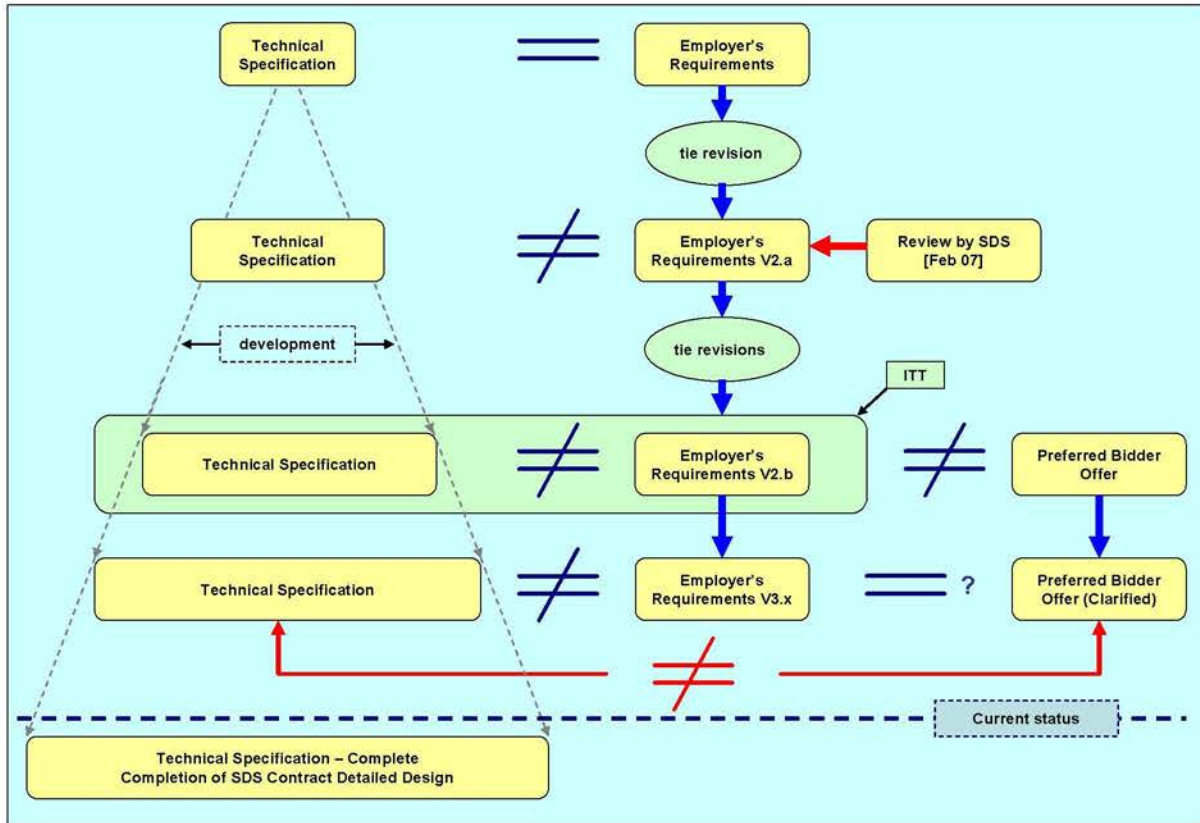 Technical
Specification
Employer's
Requirements
tie revision
Technical
Specification
Employer's
Requirements V2.a
Review by SDS
[Feb 07]
development
tie revisions
ITT
Technical Specification
Employer's
Requirements V2.b
Preferred Bidder
Offer
Technical Specification
Employer's
Requirements V3.x
?
Preferred Bidder
Offer (Clarified)
Current status
Technical Specification – Complete
Completion of SDS Contract Detailed Design